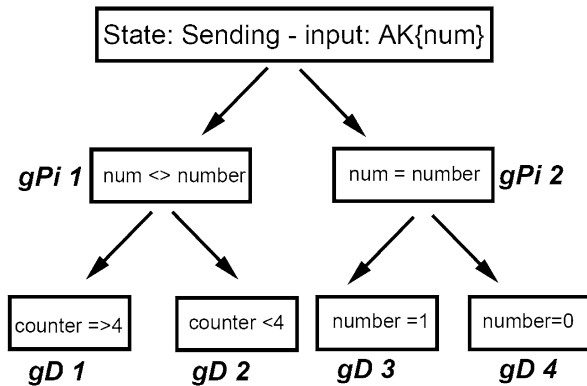 State: Sending - input: AK{num}
gPi 1
num <> number
num = number
gPi 2
counter =>4
counter <4
number =1
number=0
gD 1
gD 2
gD 3
gD 4